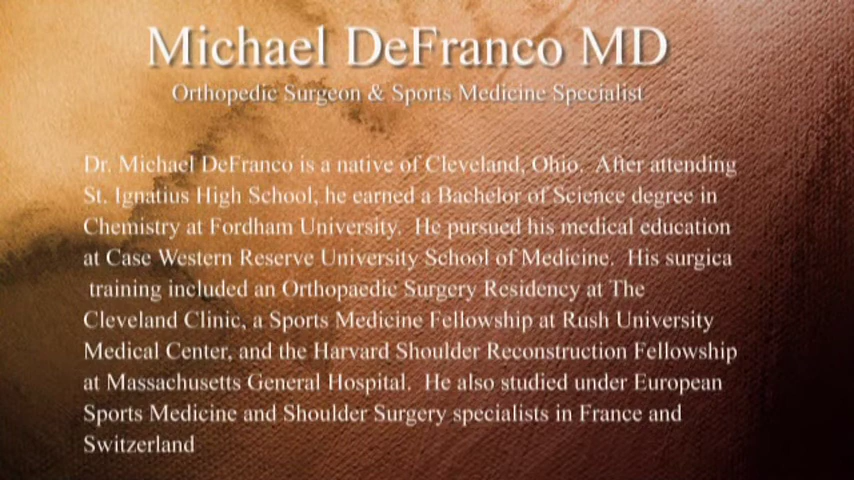 Michael DeFranco MD
Orthopedic Surgeon & Sports Medicine Specialist
Dr. Michael DeFranco is a native of Cleveland, Ohio. After attending
St. Ignatius High School, he earned a Bachelor of Science degree in
Chemistry at Fordham University. He pursued his medical education
at Case Western Reserve University School of Medicine. His surgica
training included an Orthopaedic Surgery Residency at The
Cleveland Clinic, a Sports Medicine Fellowship at Rush University
Medical Center, and the Harvard Shoulder Reconstruction Fellowship
at Massachusetts General Hospital. He also studied under European
Sports Medicine and Shoulder Surgery specialists in France and
Switzerland